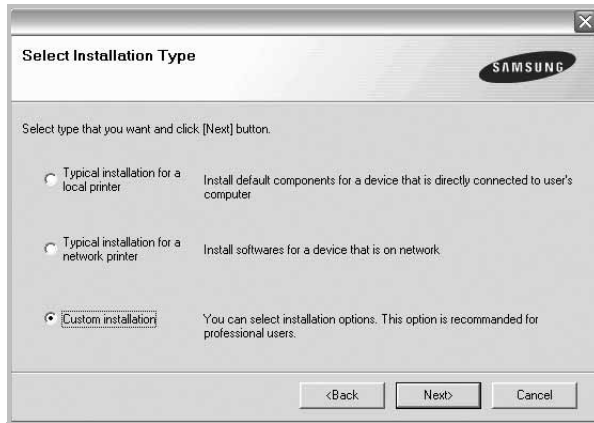 Select Installation Type
SAMSUNG
Select type that you want and click [Next] button.
Typical installation for a
local printer
Install default components for a device that is directly connected to user's
computer
Typical installation for a
network printer
Install softwares for a device that is on network
Custom installation
You can select installation options. This option is recommanded for
professional users.
<Back
Next>
Cancel